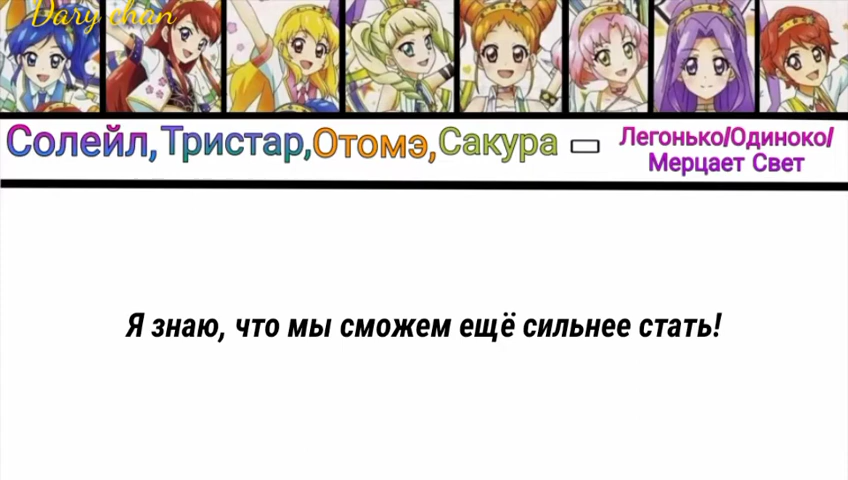 Dary chan
Солейл,Тристар,Отомэ,Сакура – Легонько/Одиноко/
Мерцает Свет
Я знаю, что мы сможем ещё сильнее стать!